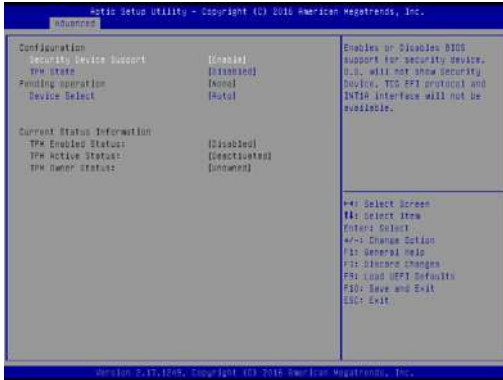 Aptio Setup Utility - Copyright (C) 2016 American Megatrends, Inc.
Advanced
Configuration
Security Device Support [Enable]
TPM State [Disabled]
Pending operation [None]
Device Select [Auto]
Current Status Information
TPM Enabled Status: [Disabled]
TPM Active Status: [Deactivated]
TPM Owner Status: [Unowned]
Enables or Disables BIOS
support for security device.
O.S. will not show Security
Device. TCG EFI protocol and
INT1A interface will not be
available.
→←: Select Screen
↑↓: Select Item
Enter: Select
+/-: Change Option
F1: General Help
F7: Discard Changes
F9: Load UEFI Defaults
F10: Save and Exit
ESC: Exit
Version 2.17.1249. Copyright (C) 2016 American Megatrends, Inc.